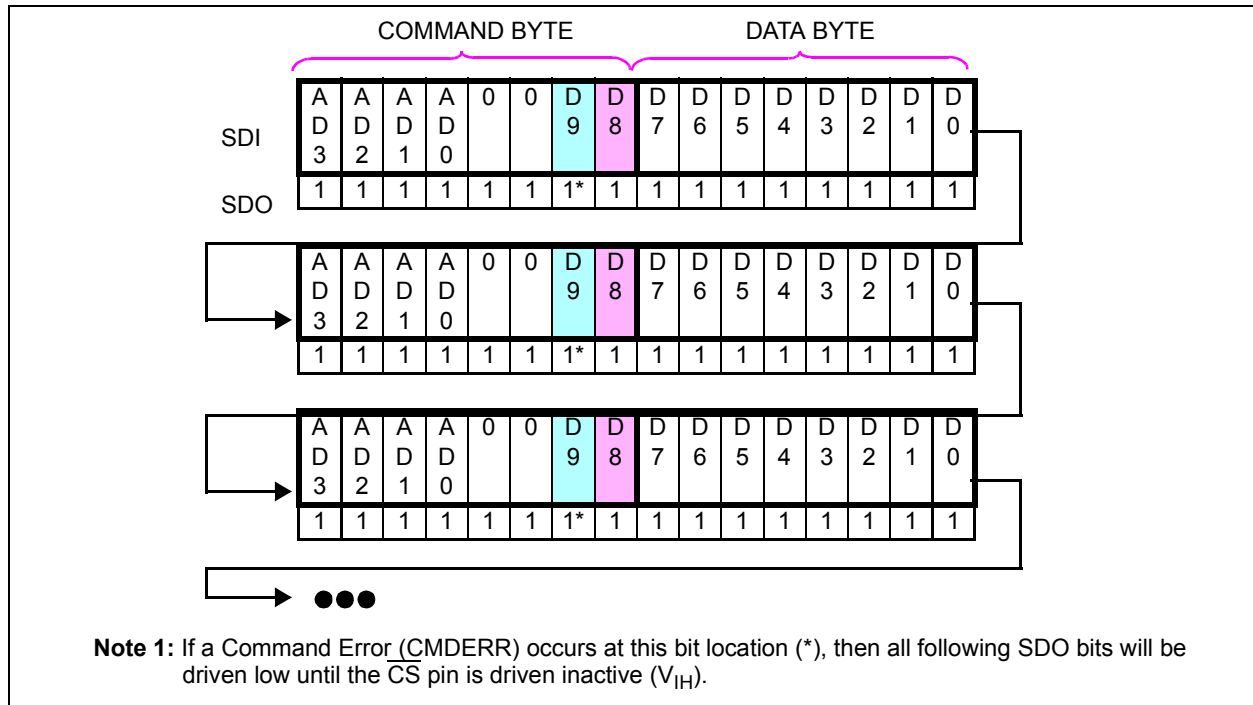 COMMAND BYTE DATA BYTE
SDI
A A A A 0 0 D D D D D D D D D D
D D D D 9 8 7 6 5 4 3 2 1 0
3 2 1 0
SDO
1 1 1 1 1 1 1* 1 1 1 1 1 1 1 1 1
A A A A 0 0 D D D D D D D D D D
D D D D 9 8 7 6 5 4 3 2 1 0
3 2 1 0
1 1 1 1 1 1 1* 1 1 1 1 1 1 1 1 1
A A A A 0 0 D D D D D D D D D D
D D D D 9 8 7 6 5 4 3 2 1 0
3 2 1 0
1 1 1 1 1 1 1* 1 1 1 1 1 1 1 1 1
Note 1: If a Command Error (CMDERR) occurs at this bit location (*), then all following SDO bits will be
driven low until the C̅S̅ pin is driven inactive (VIH).